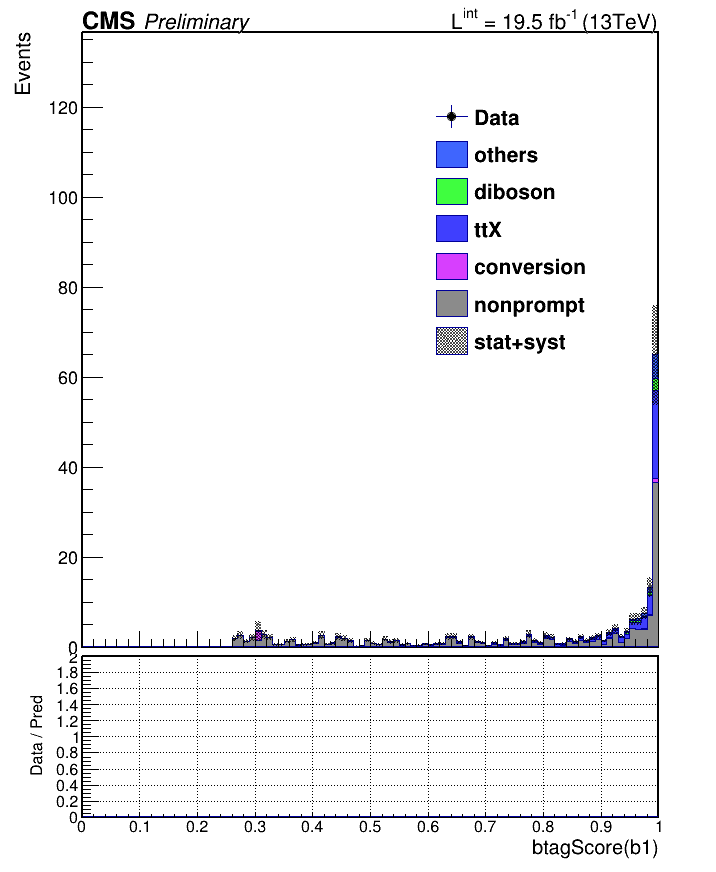 CMS Preliminary L^int = 19.5 fb^-1 (13TeV)
Events
120
100
80
60
40
20
0
Data
others
diboson
ttX
conversion
nonprompt
stat+syst
Data / Pred
2
1.8
1.6
1.4
1.2
1
0.8
0.6
0.4
0.2
0
0 0.1 0.2 0.3 0.4 0.5 0.6 0.7 0.8 0.9 1
btagScore(b1)